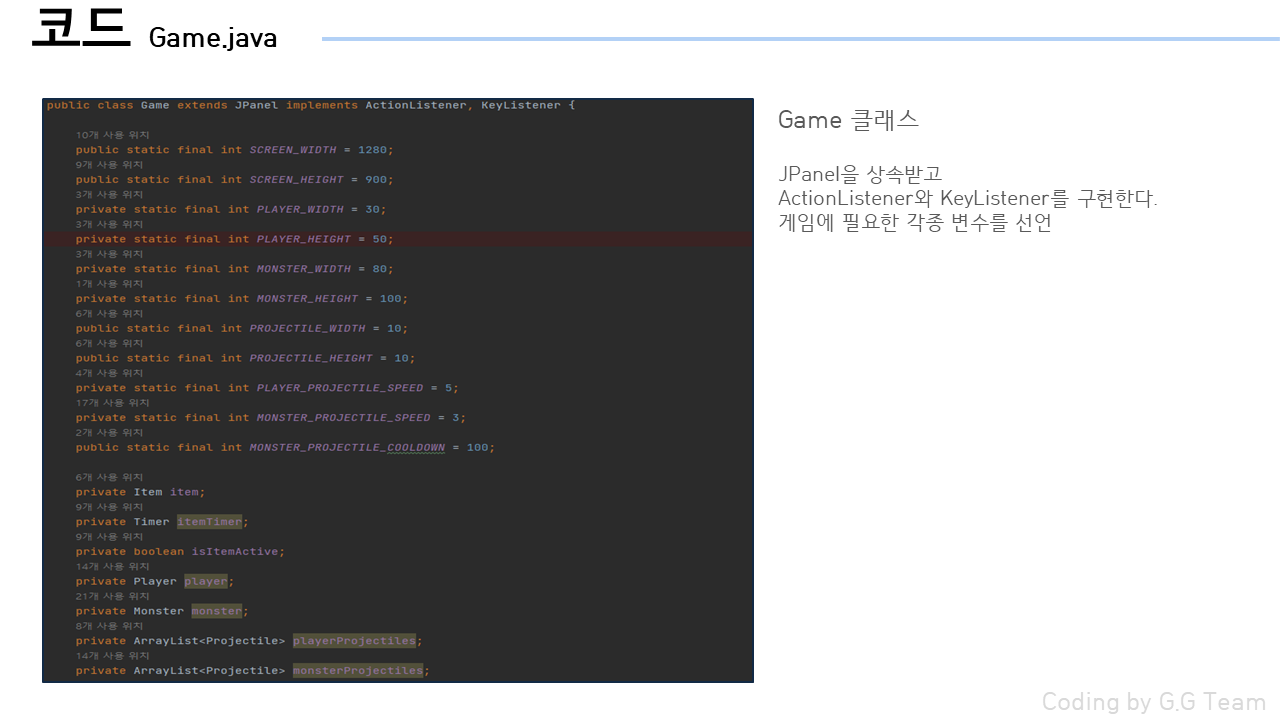 코드 Game.java
public class Game extends JPanel implements ActionListener, KeyListener {
10개 사용 위치
public static final int SCREEN_WIDTH = 1280;
9개 사용 위치
public static final int SCREEN_HEIGHT = 900;
3개 사용 위치
private static final int PLAYER_WIDTH = 30;
3개 사용 위치
private static final int PLAYER_HEIGHT = 50;
3개 사용 위치
private static final int MONSTER_WIDTH = 80;
1개 사용 위치
private static final int MONSTER_HEIGHT = 100;
6개 사용 위치
public static final int PROJECTILE_WIDTH = 10;
6개 사용 위치
public static final int PROJECTILE_HEIGHT = 10;
4개 사용 위치
private static final int PLAYER_PROJECTILE_SPEED = 5;
17개 사용 위치
private static final int MONSTER_PROJECTILE_SPEED = 3;
2개 사용 위치
public static final int MONSTER_PROJECTILE_COOLDOWN = 100;
6개 사용 위치
private Item item;
9개 사용 위치
private Timer itemTimer;
9개 사용 위치
private boolean isItemActive;
14개 사용 위치
private Player player;
21개 사용 위치
private Monster monster;
8개 사용 위치
private ArrayList<Projectile> playerProjectiles;
14개 사용 위치
private ArrayList<Projectile> monsterProjectiles;
Game 클래스
JPanel을 상속받고
ActionListener와 KeyListener를 구현한다.
게임에 필요한 각종 변수를 선언
Coding by G.G Team